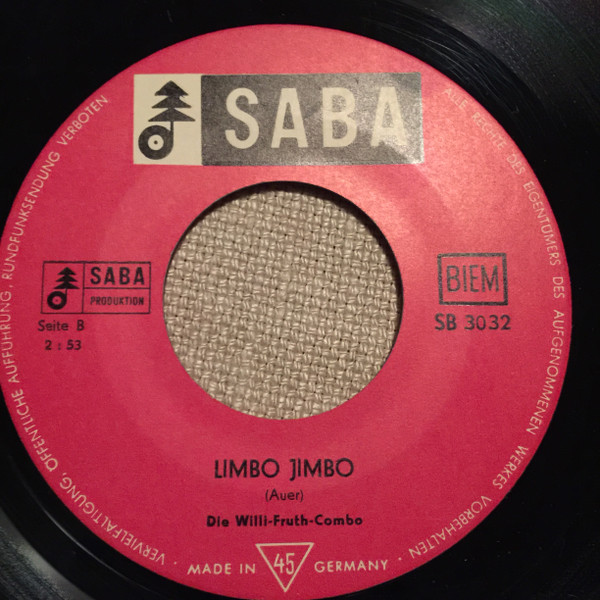 SABA
SABA
PRODUKTION
Seite B
2 : 53
BIEM
SB 3032
LIMBO JIMBO
(Auer)
Die Willi-Fruth-Combo
MADE IN 45 GERMANY
ALLE RECHTE DES EIGENTÜMERS DES AUFGENOMMENEN WERKES VORBEHALTEN · VERVIELFÄLTIGUNG, ÖFFENTLICHE AUFFÜHRUNG, RUNDFUNKSENDUNG VERBOTEN